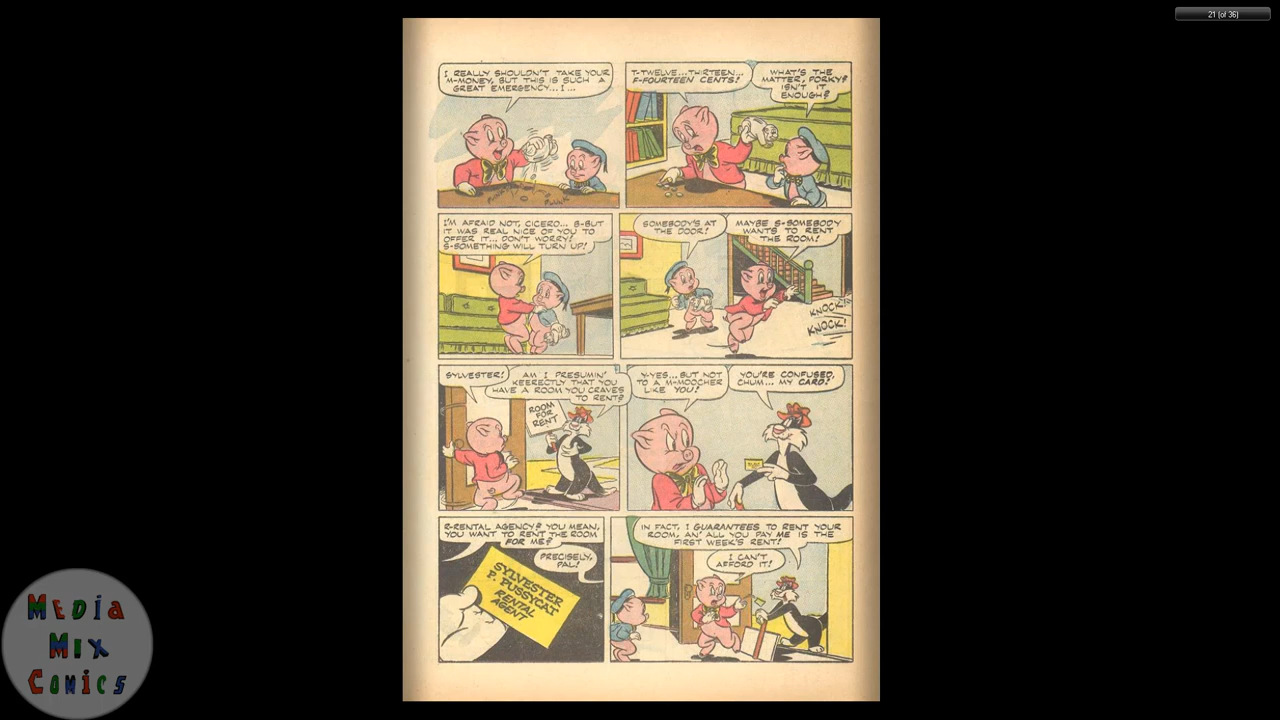 21 (of 36)
I REALLY SHOULDN'T TAKE YOUR
M-MONEY, BUT THIS IS SUCH A
GREAT EMERGENCY... I...
PLUNK
PLUNK
T-TWELVE...THIRTEEN...
F-FOURTEEN CENTS!
WHAT'S THE
MATTER, PORKY?
ISN'T IT
ENOUGH?
I'M AFRAID NOT, CICERO... B-BUT
IT WAS REAL NICE OF YOU TO
OFFER IT... DON'T WORRY!
S-SOMETHING WILL TURN UP!
SOMEBODY'S AT
THE DOOR!
MAYBE S-SOMEBODY
WANTS TO RENT
THE ROOM!
KNOCK!
KNOCK!
SYLVESTER!
AM I PRESUMIN'
KEERECTLY THAT YOU
HAVE A ROOM YOU CRAVES
TO RENT?
ROOM
FOR
RENT
Y-YES... BUT NOT
TO A M-MOOCHER
LIKE YOU!
YOU'RE CONFUSED,
CHUM... MY CARD!
R-RENTAL AGENCY? YOU MEAN,
YOU WANT TO RENT THE ROOM
FOR ME?
PRECISELY,
PAL!
SYLVESTER
P. PUSSYCAT
RENTAL
AGENT
IN FACT, I GUARANTEES TO RENT YOUR
ROOM, AN' ALL YOU PAY ME IS THE
FIRST WEEK'S RENT!
I CAN'T
AFFORD IT!
MEDIA
MIX
COMICS